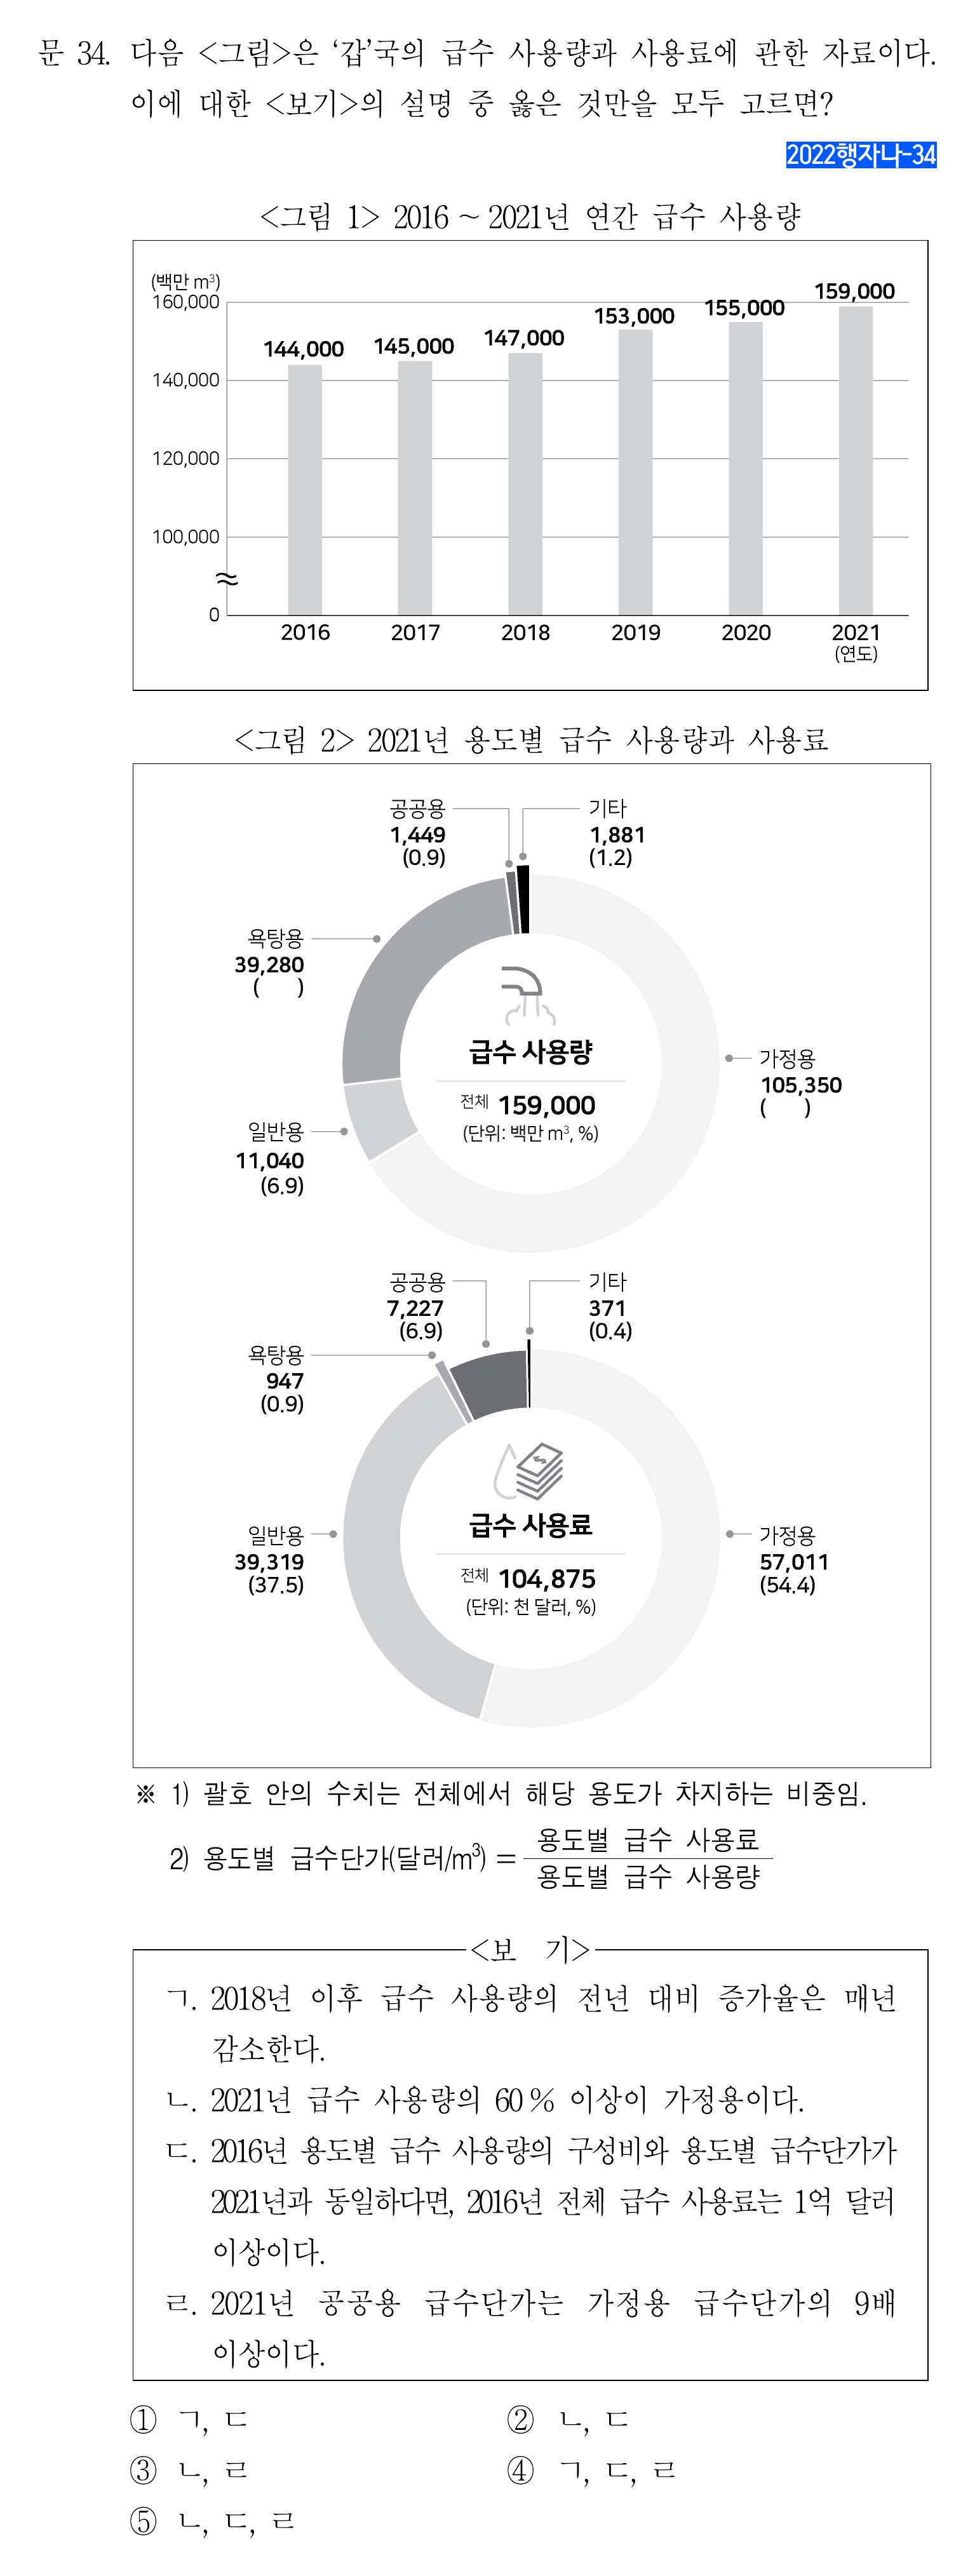 문 34. 다음 <그림>은 ‘갑’국의 급수 사용량과 사용료에 관한 자료이다.
이에 대한 <보기>의 설명 중 옳은 것만을 모두 고르면?
2022행자나-34
<그림 1> 2016 ~ 2021년 연간 급수 사용량
(백만 m³)
160,000
140,000
120,000
100,000
0
144,000
145,000
147,000
153,000
155,000
159,000
2016 2017 2018 2019 2020 2021
(연도)
<그림 2> 2021년 용도별 급수 사용량과 사용료
공공용
1,449
(0.9)
기타
1,881
(1.2)
욕탕용
39,280
( )
가정용
105,350
( )
일반용
11,040
(6.9)
급수 사용량
전체 159,000
(단위: 백만 m³, %)
공공용
7,227
(6.9)
기타
371
(0.4)
욕탕용
947
(0.9)
일반용
39,319
(37.5)
가정용
57,011
(54.4)
급수 사용료
전체 104,875
(단위: 천 달러, %)
※ 1) 괄호 안의 수치는 전체에서 해당 용도가 차지하는 비중임.
2) 용도별 급수단가(달러/m³) = 용도별 급수 사용료
용도별 급수 사용량
<보 기>
ㄱ. 2018년 이후 급수 사용량의 전년 대비 증가율은 매년
감소한다.
ㄴ. 2021년 급수 사용량의 60 % 이상이 가정용이다.
ㄷ. 2016년 용도별 급수 사용량의 구성비와 용도별 급수단가가
2021년과 동일하다면, 2016년 전체 급수 사용료는 1억 달러
이상이다.
ㄹ. 2021년 공공용 급수단가는 가정용 급수단가의 9배
이상이다.
① ㄱ, ㄷ
② ㄴ, ㄷ
③ ㄴ, ㄹ
④ ㄱ, ㄷ, ㄹ
⑤ ㄴ, ㄷ, ㄹ